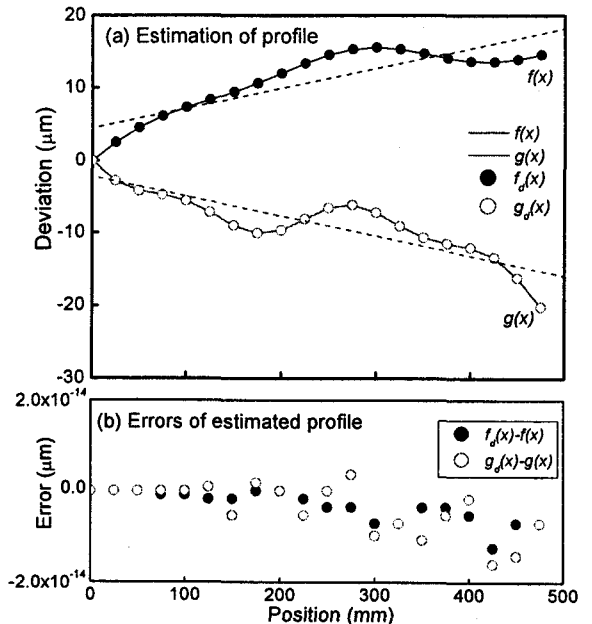 20
(a) Estimation of profile
10
0
-10
-20
-30
Deviation (μm)
f(x)
f(x)
g(x)
f_d(x)
g_d(x)
g(x)
2.0x10^-14
(b) Errors of estimated profile
f_d(x)-f(x)
g_d(x)-g(x)
0.0
-2.0x10^-14
Error (μm)
0 100 200 300 400 500
Position (mm)